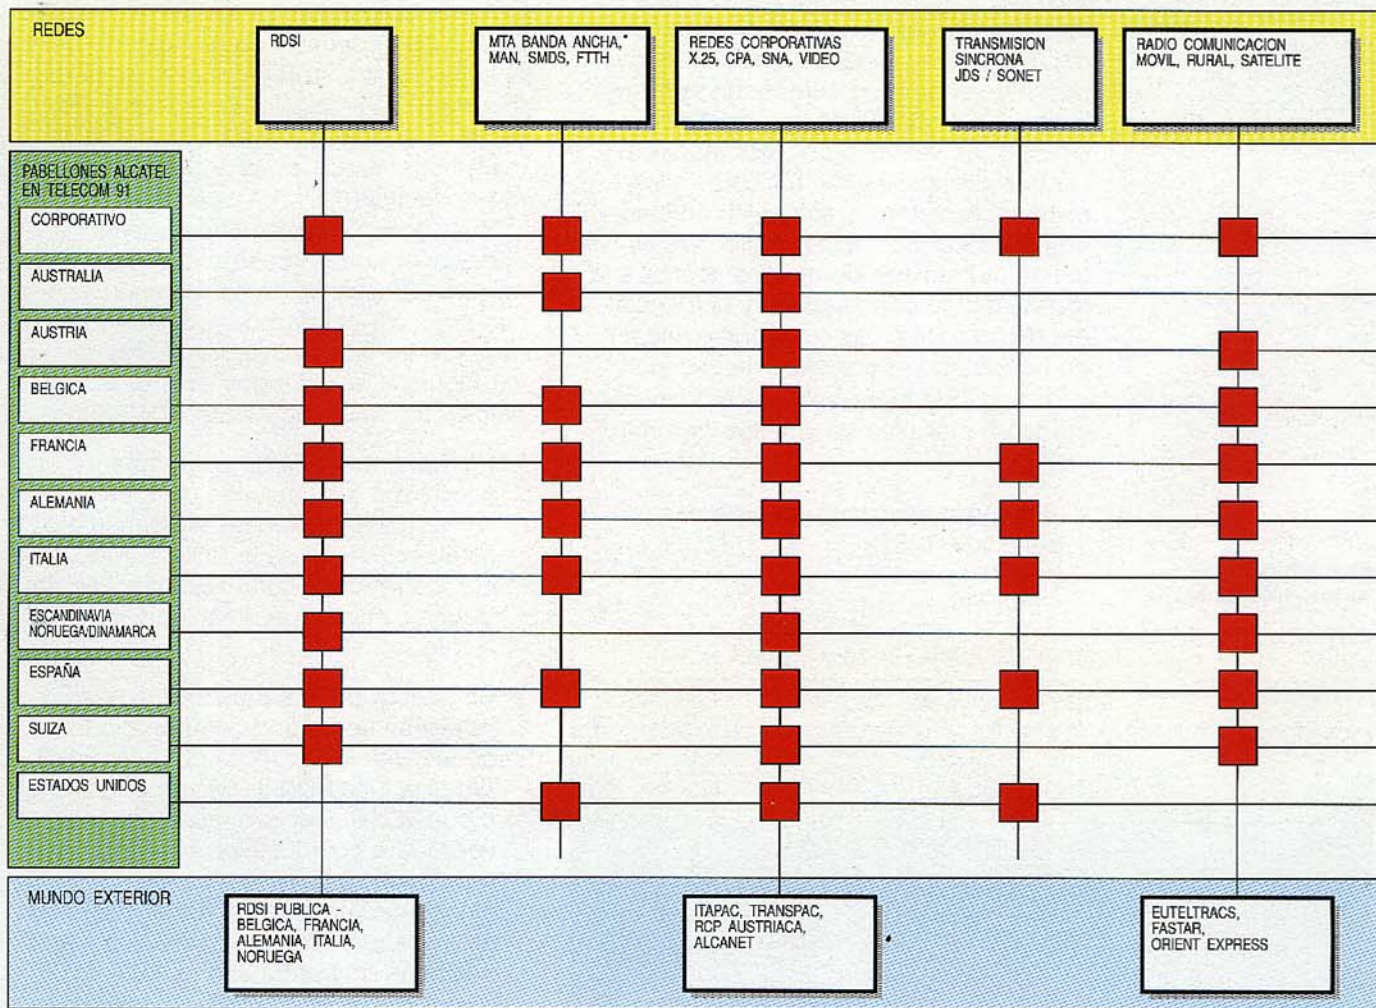 REDES
RDSI
MTA BANDA ANCHA,*
MAN, SMDS, FTTH
REDES CORPORATIVAS
X.25, CPA, SNA, VIDEO
TRANSMISION
SINCRONA
JDS / SONET
RADIO COMUNICACION
MOVIL, RURAL, SATELITE
PABELLONES ALCATEL
EN TELECOM 91
CORPORATIVO
AUSTRALIA
AUSTRIA
BELGICA
FRANCIA
ALEMANIA
ITALIA
ESCANDINAVIA
NORUEGA/DINAMARCA
ESPAÑA
SUIZA
ESTADOS UNIDOS
MUNDO EXTERIOR
RDSI PUBLICA -
BELGICA, FRANCIA,
ALEMANIA, ITALIA,
NORUEGA
ITAPAC, TRANSPAC,
RCP AUSTRIACA,
ALCANET
EUTELTRACS,
FASTAR,
ORIENT EXPRESS